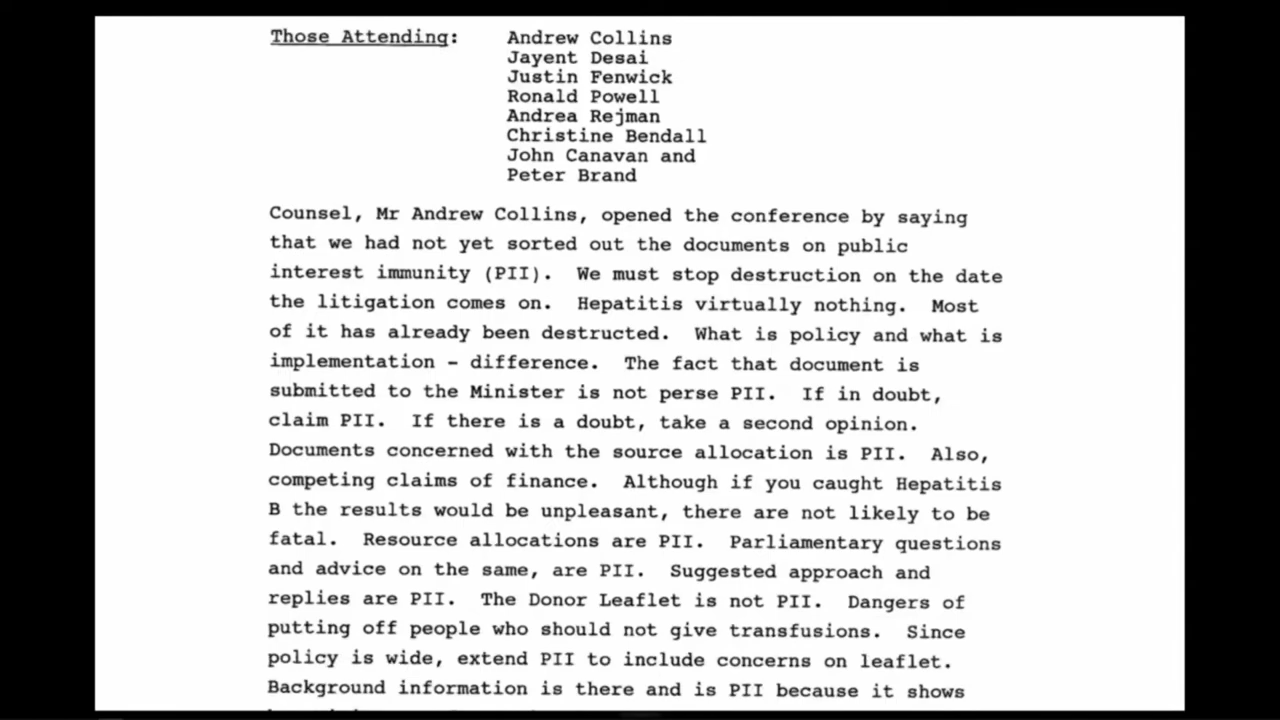 Those Attending: Andrew Collins
Jayent Desai
Justin Fenwick
Ronald Powell
Andrea Rejman
Christine Bendall
John Canavan and
Peter Brand
Counsel, Mr Andrew Collins, opened the conference by saying
that we had not yet sorted out the documents on public
interest immunity (PII). We must stop destruction on the date
the litigation comes on. Hepatitis virtually nothing. Most
of it has already been destructed. What is policy and what is
implementation - difference. The fact that document is
submitted to the Minister is not perse PII. If in doubt,
claim PII. If there is a doubt, take a second opinion.
Documents concerned with the source allocation is PII. Also,
competing claims of finance. Although if you caught Hepatitis
B the results would be unpleasant, there are not likely to be
fatal. Resource allocations are PII. Parliamentary questions
and advice on the same, are PII. Suggested approach and
replies are PII. The Donor Leaflet is not PII. Dangers of
putting off people who should not give transfusions. Since
policy is wide, extend PII to include concerns on leaflet.
Background information is there and is PII because it shows